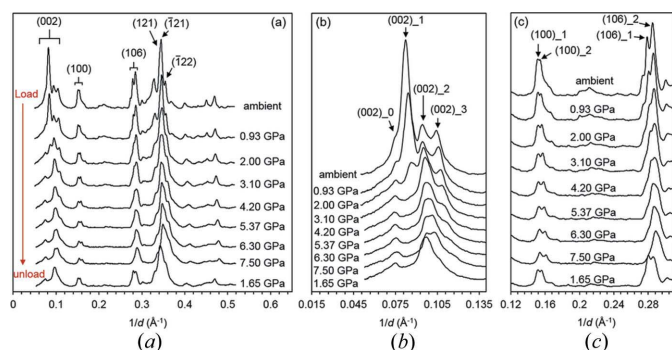 (a)
(002)
(100)
(106)
(121)
(1̄21)
(1̄22)
Load
unload
ambient
0.93 GPa
2.00 GPa
3.10 GPa
4.20 GPa
5.37 GPa
6.30 GPa
7.50 GPa
1.65 GPa
0.0
0.1
0.2
0.3
0.4
0.5
0.6
1/d (Å⁻¹)
(a)
(b)
(002)_1
(002)_2
(002)_0
(002)_3
ambient
0.93 GPa
2.00 GPa
3.10 GPa
4.20 GPa
5.37 GPa
6.30 GPa
7.50 GPa
1.65 GPa
0.015
0.045
0.075
0.105
0.135
1/d (Å⁻¹)
(b)
(c)
(106)_2
(106)_1
(100)_1
(100)_2
ambient
0.93 GPa
2.00 GPa
3.10 GPa
4.20 GPa
5.37 GPa
6.30 GPa
7.50 GPa
1.65 GPa
0.12
0.16
0.20
0.24
0.28
1/d (Å⁻¹)
(c)